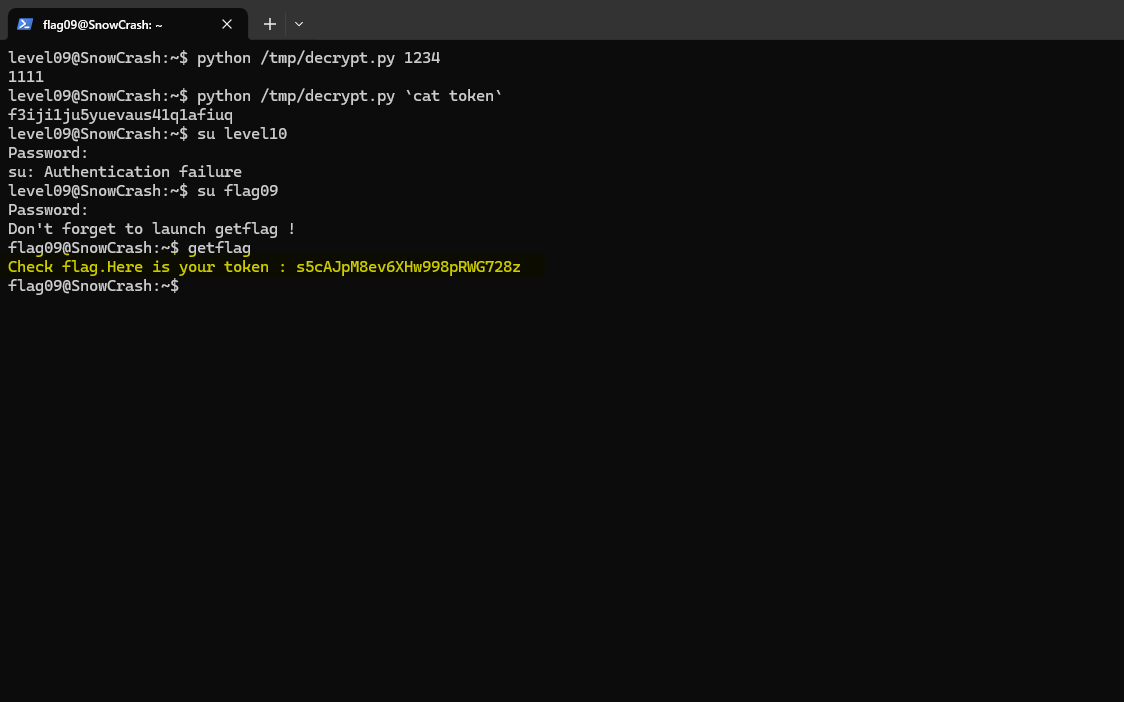 flag09@SnowCrash: ~
level09@SnowCrash:~$ python /tmp/decrypt.py 1234
1111
level09@SnowCrash:~$ python /tmp/decrypt.py `cat token`
f3iji1ju5yuevaus41q1afiuq
level09@SnowCrash:~$ su level10
Password:
su: Authentication failure
level09@SnowCrash:~$ su flag09
Password:
Don't forget to launch getflag !
flag09@SnowCrash:~$ getflag
Check flag.Here is your token : s5cAJpM8ev6XHw998pRWG728z
flag09@SnowCrash:~$